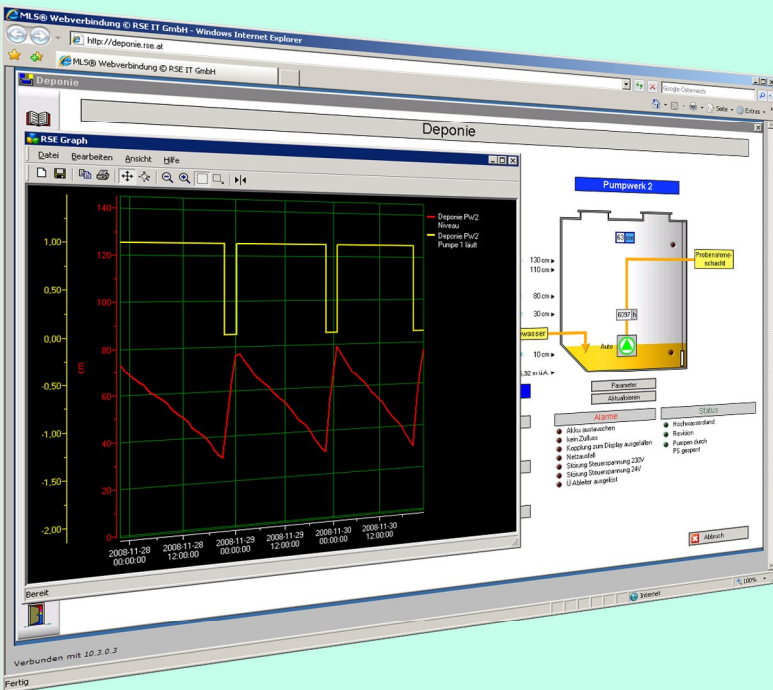 MLS® Webverbindung © RSE IT GmbH - Windows Internet Explorer
http://deponie.rse.at
Google Österreich
MLS® Webverbindung © RSE IT GmbH
Seite
Extras
Deponie
Deponie
RSE Graph
Datei Bearbeiten Ansicht Hilfe
140
120
100
80
60
40
20
0
cm
1,00
0,50
0,00
-0,50
-1,00
-1,50
-2,00
Deponie PW2
Niveau
Deponie PW2
Pumpe 1 läuft
2008-11-28
00:00:00
2008-11-28
12:00:00
2008-11-29
00:00:00
2008-11-29
12:00:00
2008-11-30
00:00:00
2008-11-30
12:00:00
Bereit
Pumpwerk 2
130 cm
110 cm
80 cm
30 cm
10 cm
Probenahme-
schacht
6097 h
Auto
Parameter
Aktualisieren
Alarme
Akku austauschen
kein Zufluss
Kopplung zum Display ausgefallen
Netzausfall
Störung Steuerspannung 230V
Störung Steuerspannung 24V
Ü-Ableiter ausgelöst
Status
Hochwasserstand
Revision
Pumpen durch
PS gesperrt
Abbruch
Verbunden mit 10.3.0.3
Fertig
Internet
100%